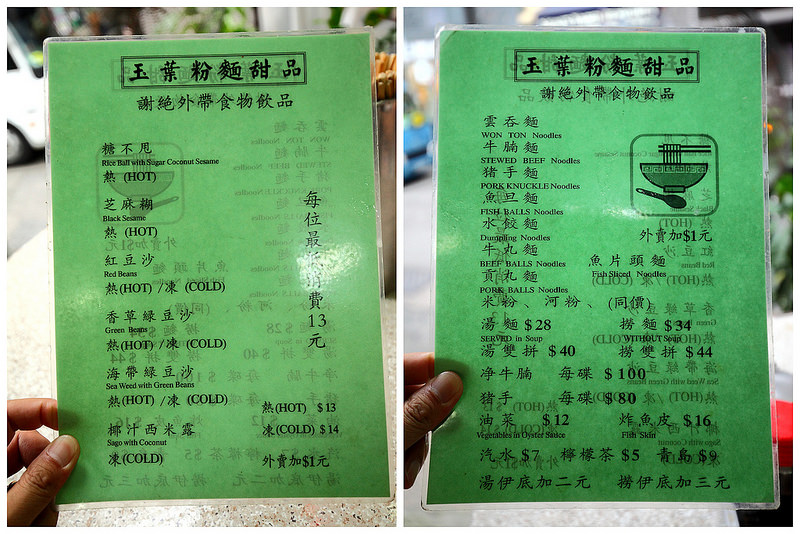 玉葉粉麵甜品
謝絕外帶食物飲品
糖不甩
Rice Ball with Sugar Coconut Sesame
熱 (HOT)
芝麻糊
Black Sesame
熱 (HOT)
紅豆沙
Red Beans
熱(HOT) /凍 (COLD)
香草綠豆沙
Green Beans
熱(HOT) /凍 (COLD)
海帶綠豆沙
Sea Weed with Green Beans
熱(HOT) /凍 (COLD)
椰汁西米露
Sago with Coconut
凍(COLD)
每位最低消費13元
熱(HOT) $13
凍(COLD) $14
外賣加$1元
玉葉粉麵甜品
謝絕外帶食物飲品
雲吞麵
WON TON Noodles
牛腩麵
STEWED BEEF Noodles
豬手麵
PORK KNUCKLE Noodles
魚旦麵
FISH BALLS Noodles
水餃麵
Dumpling Noodles
牛丸麵
BEEF BALLS Noodles
貢丸麵
PORK BALLS Noodles
外賣加$1元
魚片頭麵
Fish Sliced Noodles
米粉、河粉、(同價)
湯麵 $28 撈麵 $34
SERVED in Soup WITHOUT Soup
湯雙拼 $40 撈雙拼 $44
净牛腩 每碟 $100
豬手 每碟 $80
油菜 $12 炸魚皮 $16
Vegetables in Oyster Sauce Fish Skin
汽水 $7 檸檬茶 $5 青島 $9
湯伊底加二元 撈伊底加三元